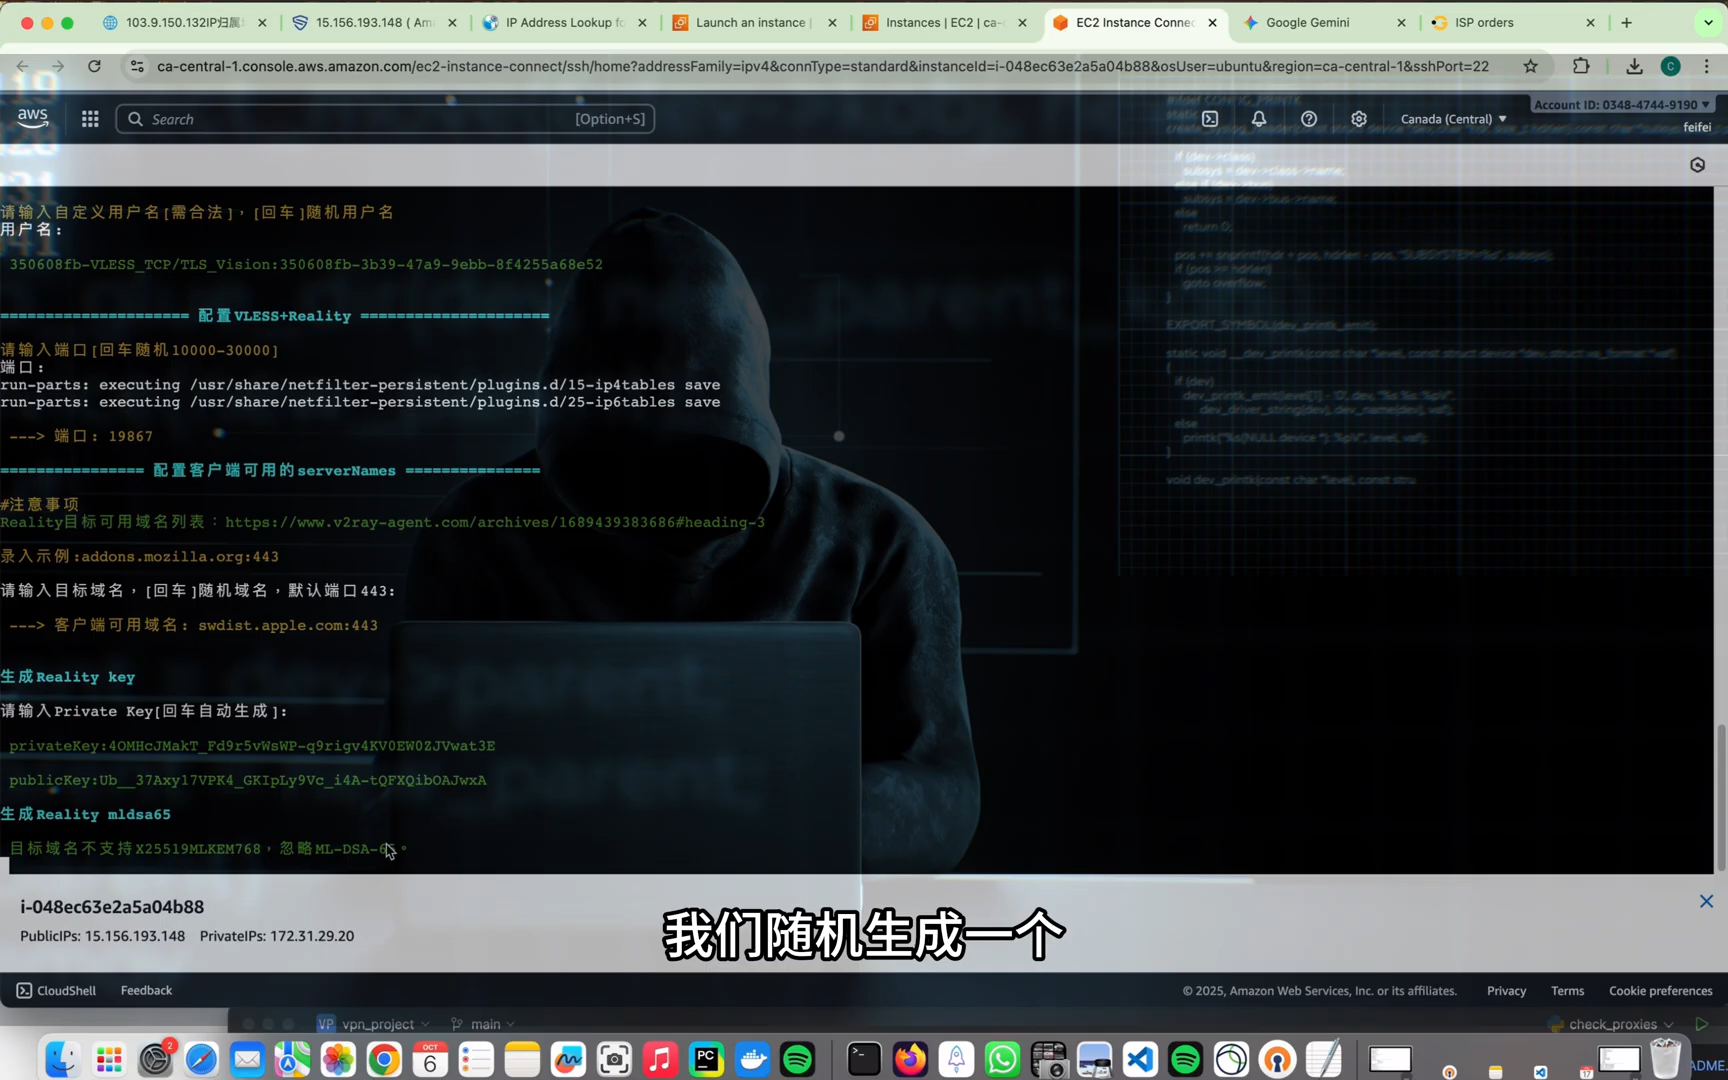 103.9.150.132IP归属
15.156.193.148 ( Am
IP Address Lookup fo
Launch an instance |
Instances | EC2 | ca-
EC2 Instance Connec
Google Gemini
ISP orders
ca-central-1.console.aws.amazon.com/ec2-instance-connect/ssh/home?addressFamily=ipv4&connType=standard&instanceId=i-048ec63e2a5a04b88&osUser=ubuntu&region=ca-central-1&sshPort=22
C
aws
Search
[Option+S]
Canada (Central)
Account ID: 0348-4744-9190
feifei
请输入自定义用户名[需合法]，[回车]随机用户名
用户名:
350608fb-VLESS_TCP/TLS_Vision:350608fb-3b39-47a9-9ebb-8f4255a68e52
===================== 配置VLESS+Reality =====================
请输入端口[回车随机10000-30000]
端口:
run-parts: executing /usr/share/netfilter-persistent/plugins.d/15-ip4tables save
run-parts: executing /usr/share/netfilter-persistent/plugins.d/25-ip6tables save
---> 端口: 19867
================ 配置客户端可用的serverNames ===============
#注意事项
Reality目标可用域名列表：https://www.v2ray-agent.com/archives/1689439383686#heading-3
录入示例:addons.mozilla.org:443
请输入目标域名，[回车]随机域名，默认端口443:
---> 客户端可用域名: swdist.apple.com:443
生成Reality key
请输入Private Key[回车自动生成]:
privateKey:4OMHcJMakT_Fd9r5vWsWP-q9rigv4KV0EW0ZJVwat3E
publicKey:Ub__37Axy17VPK4_GKIpLy9Vc_i4A-tQFXQibOAJwxA
生成Reality mldsa65
目标域名不支持X25519MLKEM768，忽略ML-DSA-6
i-048ec63e2a5a04b88
PublicIPs: 15.156.193.148 PrivateIPs: 172.31.29.20
我们随机生成一个
CloudShell
Feedback
© 2025, Amazon Web Services, Inc. or its affiliates.
Privacy
Terms
Cookie preferences
VP vpn_project
main
check_proxies
2
OCT
6
PC
17
ADME